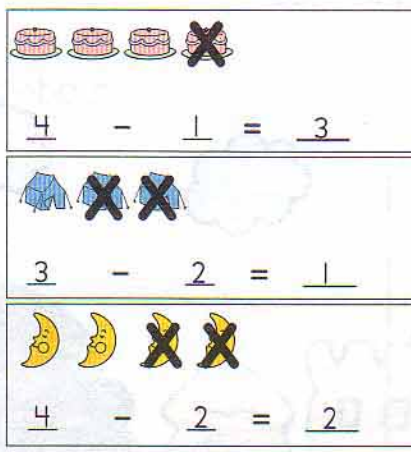 4 - 1 = 3
3 - 2 = 1
4 - 2 = 2